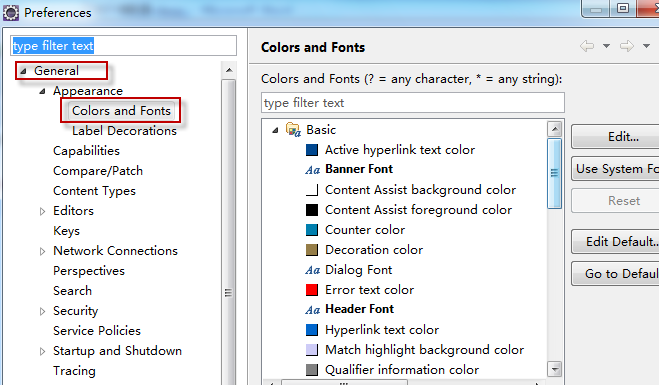 Preferences
type filter text
General
Appearance
Colors and Fonts
Label Decorations
Capabilities
Compare/Patch
Content Types
Editors
Keys
Network Connections
Perspectives
Search
Security
Service Policies
Startup and Shutdown
Tracing
Colors and Fonts
Colors and Fonts (? = any character, * = any string):
type filter text
Basic
Active hyperlink text color
Aa Banner Font
Content Assist background color
Content Assist foreground color
Counter color
Decoration color
Aa Dialog Font
Error text color
Aa Header Font
Hyperlink text color
Match highlight background color
Qualifier information color
Edit...
Use System Fo
Reset
Edit Default...
Go to Defaul